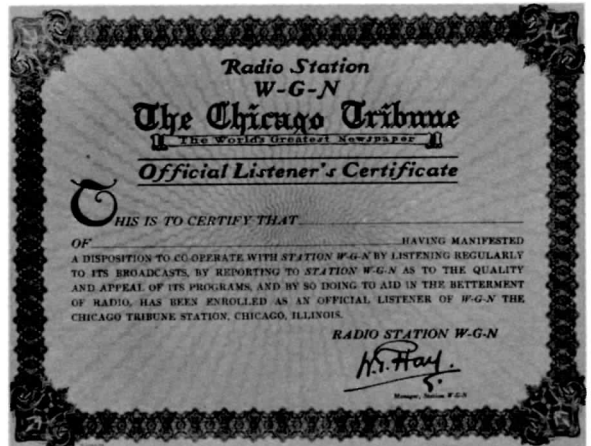 Radio Station
W-G-N
The Chicago Tribune
The World's Greatest Newspaper
Official Listener's Certificate
THIS IS TO CERTIFY THAT
OF HAVING MANIFESTED
A DISPOSITION TO CO OPERATE WITH STATION W-G-N BY LISTENING REGULARLY
TO ITS BROADCASTS, BY REPORTING TO STATION W-G-N AS TO THE QUALITY
AND APPEAL OF ITS PROGRAMS, AND BY SO DOING TO AID IN THE BETTERMENT
OF RADIO, HAS BEEN ENROLLED AS AN OFFICIAL LISTENER OF W-G-N THE
CHICAGO TRIBUNE STATION, CHICAGO, ILLINOIS.
RADIO STATION W-G-N
Hay.
Manager, Station W-G-N